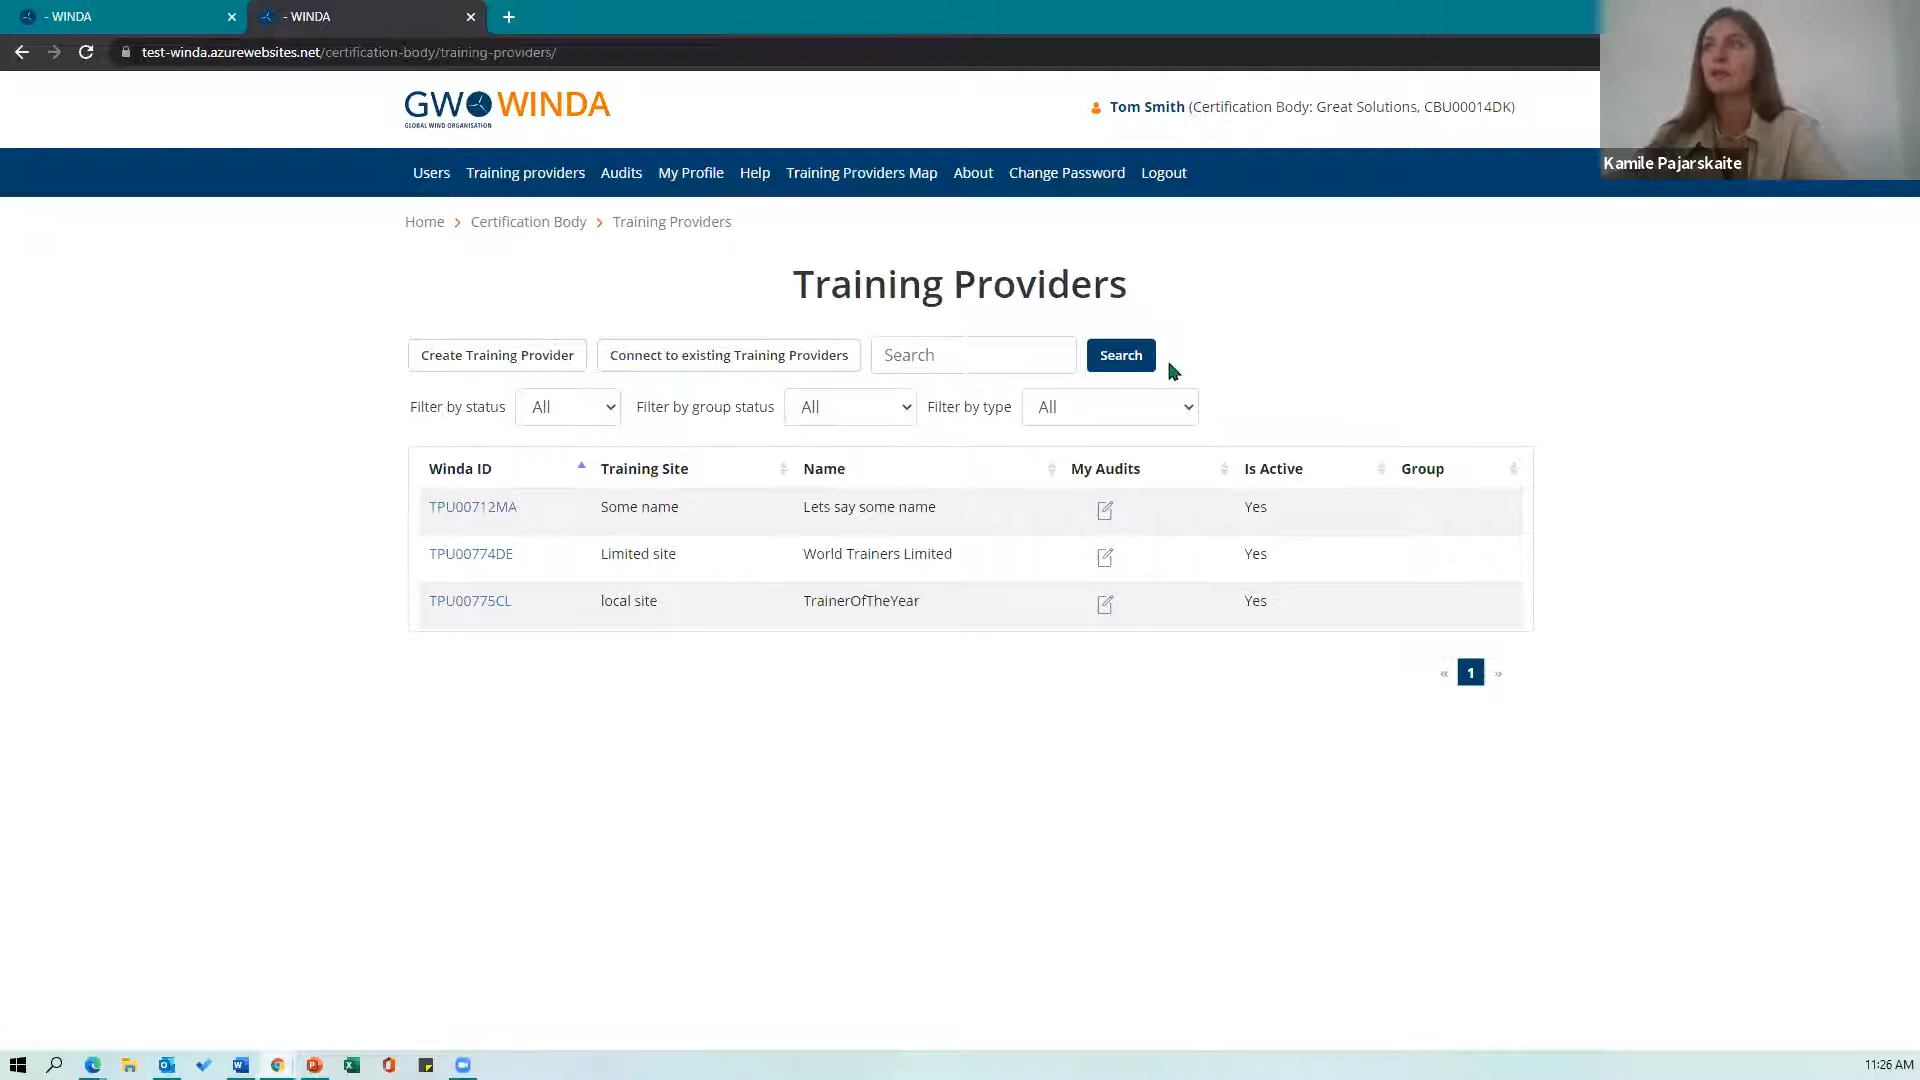 - WINDA
- WINDA
test-winda.azurewebsites.net/certification-body/training-providers/
GWO WINDA
GLOBAL WIND ORGANISATION
Tom Smith (Certification Body: Great Solutions, CBU00014DK)
Kamile Pajarskaite
Users Training providers Audits My Profile Help Training Providers Map About Change Password Logout
Home > Certification Body > Training Providers
Training Providers
Create Training Provider Connect to existing Training Providers Search Search
Filter by status All Filter by group status All Filter by type All
Winda ID Training Site Name My Audits Is Active Group
TPU00712MA Some name Lets say some name Yes
TPU00774DE Limited site World Trainers Limited Yes
TPU00775CL local site TrainerOfTheYear Yes
« 1 »
11:26 AM